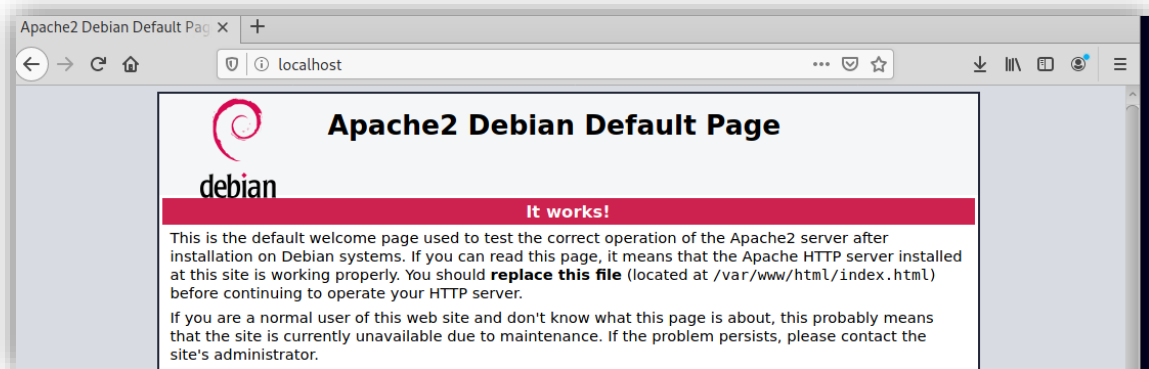 Apache2 Debian Default Pag
localhost
Apache2 Debian Default Page
debian
It works!
This is the default welcome page used to test the correct operation of the Apache2 server after
installation on Debian systems. If you can read this page, it means that the Apache HTTP server installed
at this site is working properly. You should replace this file (located at /var/www/html/index.html)
before continuing to operate your HTTP server.
If you are a normal user of this web site and don't know what this page is about, this probably means
that the site is currently unavailable due to maintenance. If the problem persists, please contact the
site's administrator.